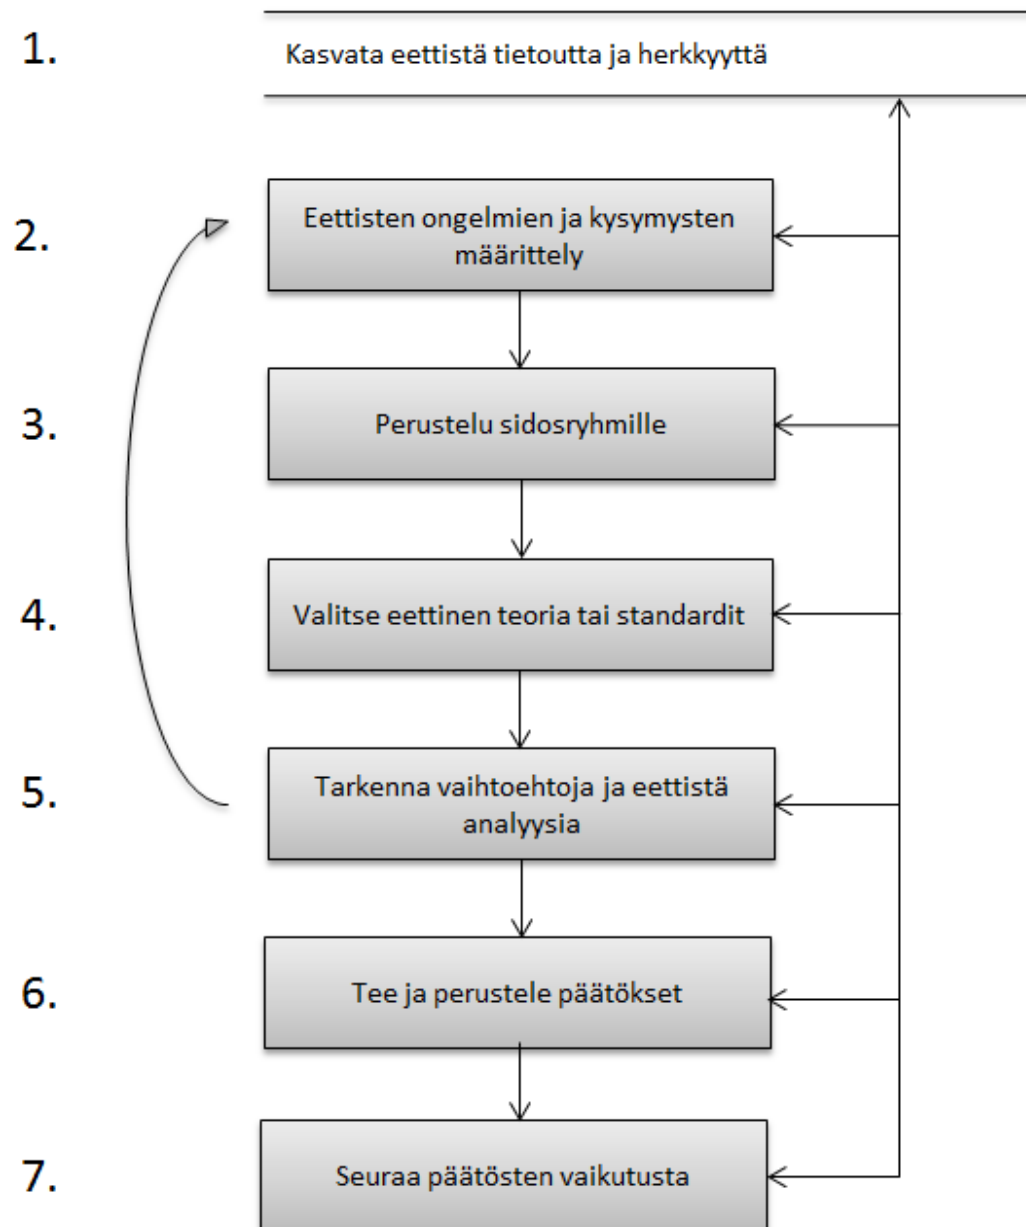 1.
Kasvata eettistä tietoutta ja herkkyyttä
2.
Eettisten ongelmien ja kysymysten
määrittely
3.
Perustelu sidosryhmille
4.
Valitse eettinen teoria tai standardit
5.
Tarkenna vaihtoehtoja ja eettistä
analyysia
6.
Tee ja perustele päätökset
7.
Seuraa päätösten vaikutusta